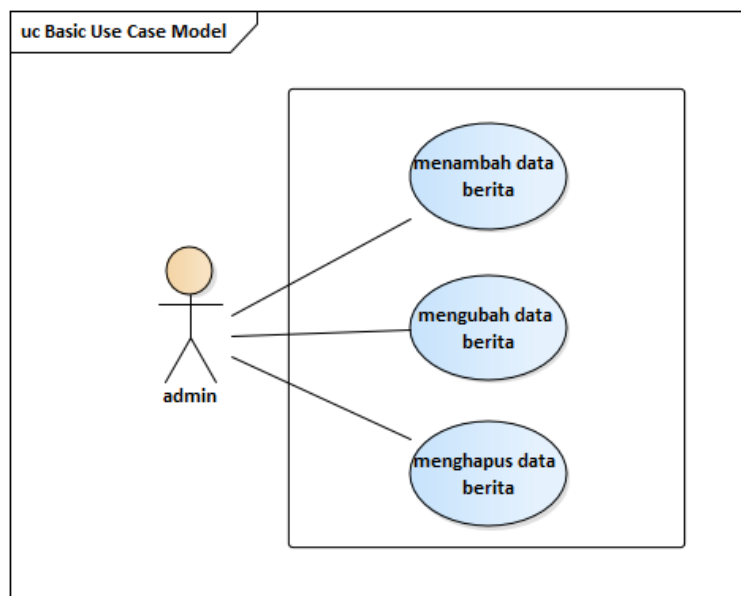 uc Basic Use Case Model
menambah data
berita
mengubah data
berita
admin
menghapus data
berita